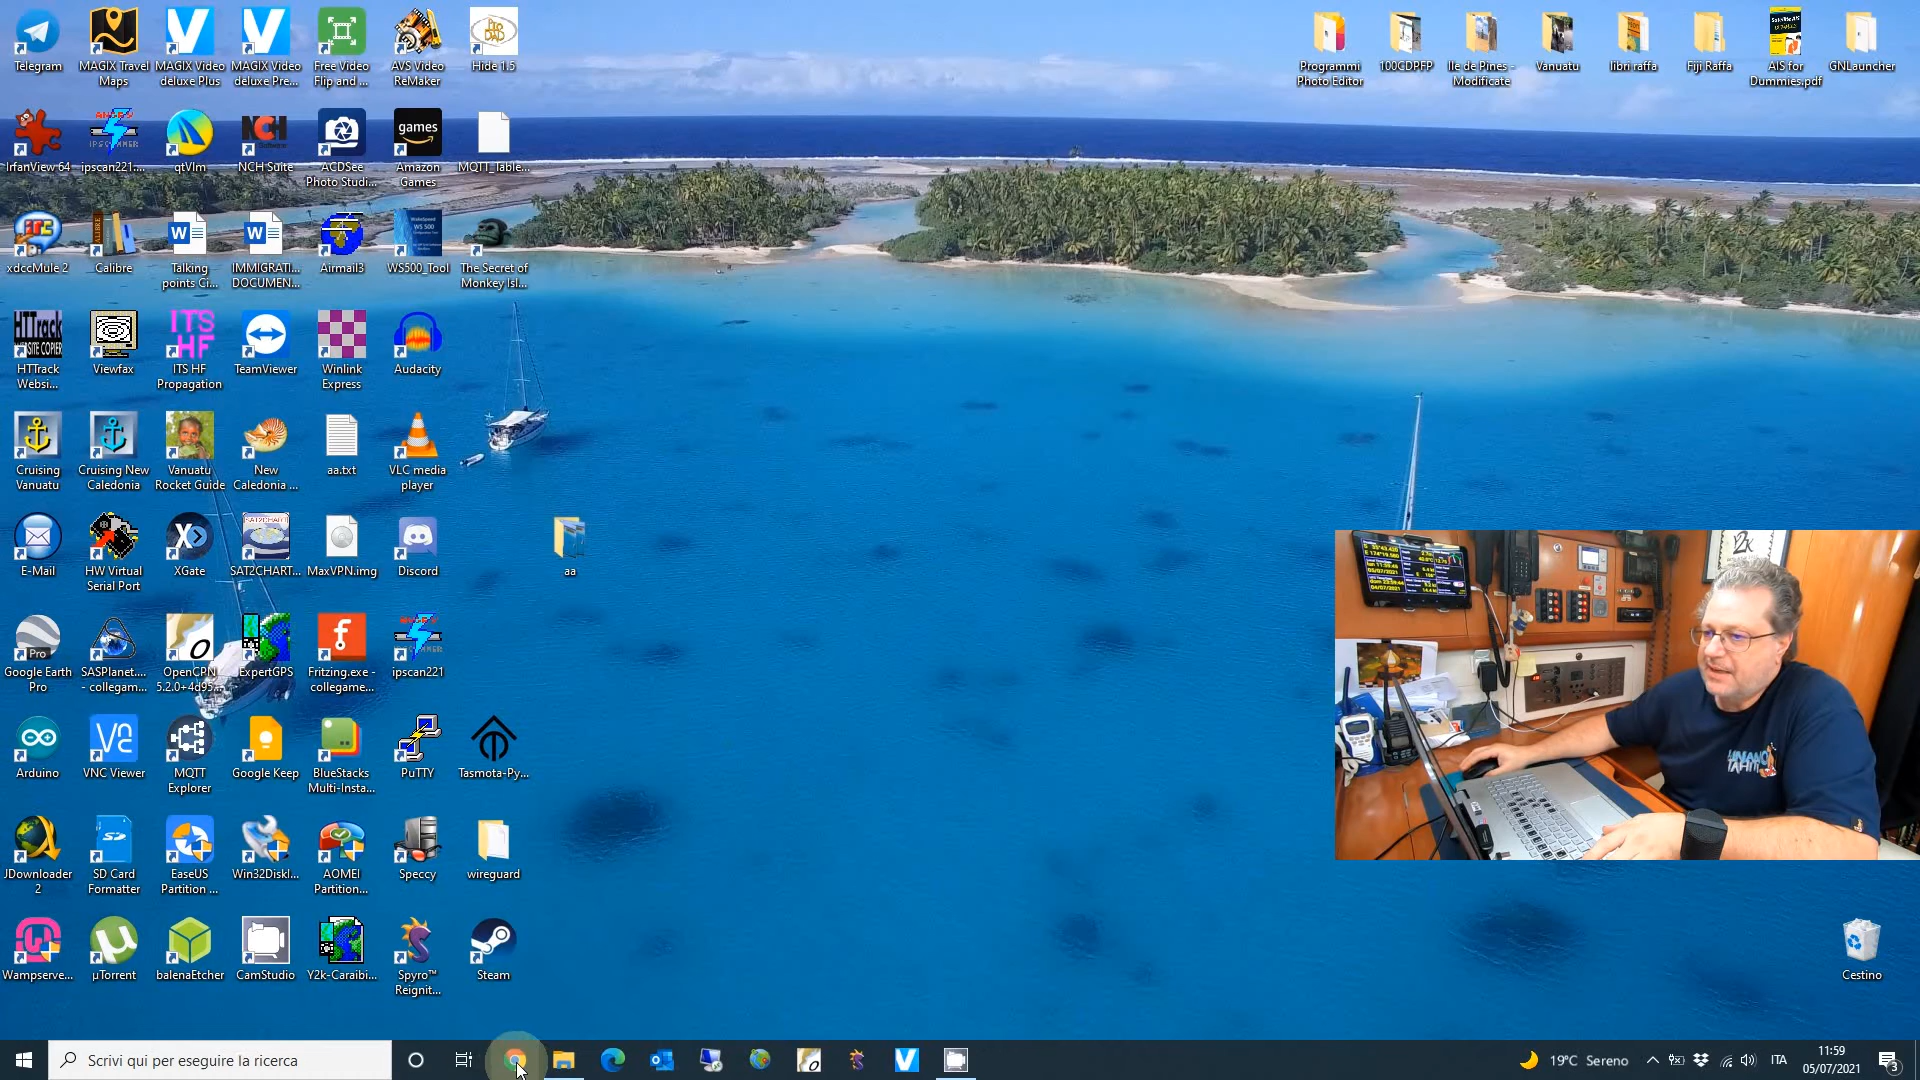 Telegram
MAGIX Travel
Maps
MAGIX Video
deluxe Plus
MAGIX Video
deluxe Pre...
Free Video
Flip and ...
AVS Video
ReMaker
Hide 1.5
Programmi
Photo Editor
100CDPFP
Ile de Pines -
Modificate
Vanuatu
libri raffa
Fiji Raffa
AIS for
Dummies.pdf
GNLauncher
IrfanView 64
ipscan221....
qtVlm
NCH Suite
ACDSee
Photo Studi...
games
Amazon
Games
MQTT_Table...
xdccMule 2
Calibre
Talking
points Ci...
IMMIGRATI...
DOCUMEN...
Airmail3
WS500_Tool
The Secret of
Monkey Isl...
HTTrack
WEBSITE COPIER
HTTrack
Websi...
Viewfax
ITS
HF
ITS HF
Propagation
TeamViewer
Winlink
Express
Audacity
Cruising
Vanuatu
Cruising New
Caledonia
Vanuatu
Rocket Guide
New
Caledonia ...
aa.txt
VLC media
player
E-Mail
HW Virtual
Serial Port
XGate
SAT2CHART...
MaxVPN.img
Discord
aa
Pro
Google Earth
Pro
SASPlanet....
- collegam...
OpenCPN
5.2.0+4d95...
ExpertGPS
Fritzing.exe -
collegame...
ipscan221
Arduino
VNC Viewer
MQTT
Explorer
Google Keep
BlueStacks
Multi-Insta...
PuTTY
Tasmota-Py...
JDownloader
2
SD Card
Formatter
EaseUS
Partition ...
Win32DiskI...
AOMEI
Partition...
Speccy
wireguard
Wampserve...
µTorrent
balenaEtcher
CamStudio
Y2k-Caraibi...
Spyro™
Reignit...
Steam
Cestino
Scrivi qui per eseguire la ricerca
19°C Sereno
ITA
11:59
05/07/2021
3